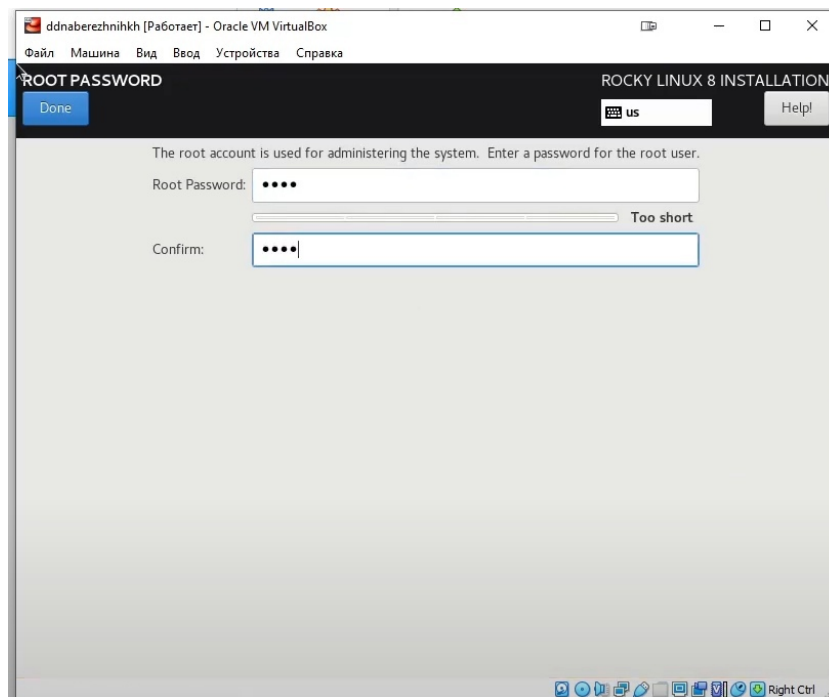 ddnaberezhnihkh [Работает] - Oracle VM VirtualBox
Файл Машина Вид Ввод Устройства Справка
ROOT PASSWORD
ROCKY LINUX 8 INSTALLATION
Done
us
Help!
The root account is used for administering the system. Enter a password for the root user.
Root Password: ••••
Too short
Confirm: ••••
Right Ctrl